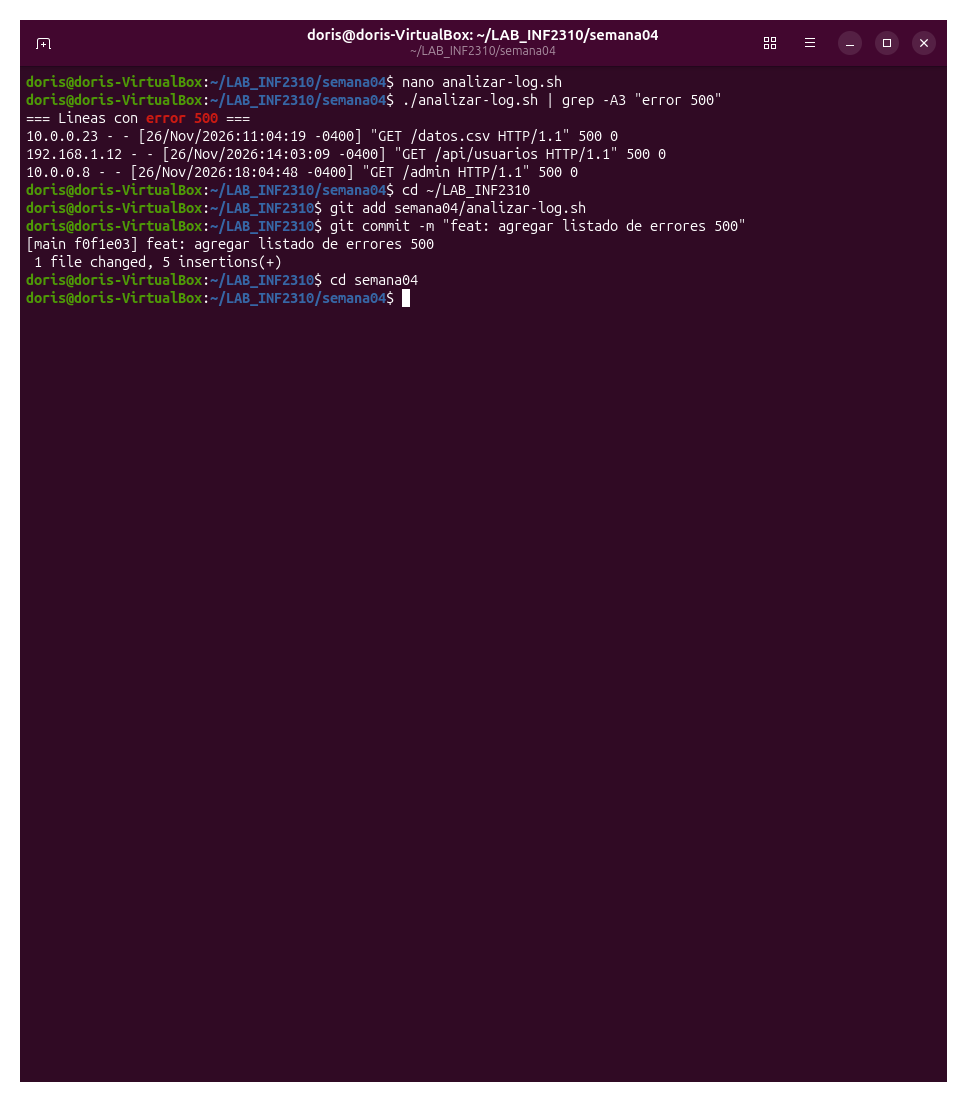 doris@doris-VirtualBox: ~/LAB_INF2310/semana04
~/LAB_INF2310/semana04
doris@doris-VirtualBox:~/LAB_INF2310/semana04$ nano analizar-log.sh
doris@doris-VirtualBox:~/LAB_INF2310/semana04$ ./analizar-log.sh | grep -A3 "error 500"
=== Lineas con error 500 ===
10.0.0.23 - - [26/Nov/2026:11:04:19 -0400] "GET /datos.csv HTTP/1.1" 500 0
192.168.1.12 - - [26/Nov/2026:14:03:09 -0400] "GET /api/usuarios HTTP/1.1" 500 0
10.0.0.8 - - [26/Nov/2026:18:04:48 -0400] "GET /admin HTTP/1.1" 500 0
doris@doris-VirtualBox:~/LAB_INF2310/semana04$ cd ~/LAB_INF2310
doris@doris-VirtualBox:~/LAB_INF2310$ git add semana04/analizar-log.sh
doris@doris-VirtualBox:~/LAB_INF2310$ git commit -m "feat: agregar listado de errores 500"
[main f0f1e03] feat: agregar listado de errores 500
 1 file changed, 5 insertions(+)
doris@doris-VirtualBox:~/LAB_INF2310$ cd semana04
doris@doris-VirtualBox:~/LAB_INF2310/semana04$